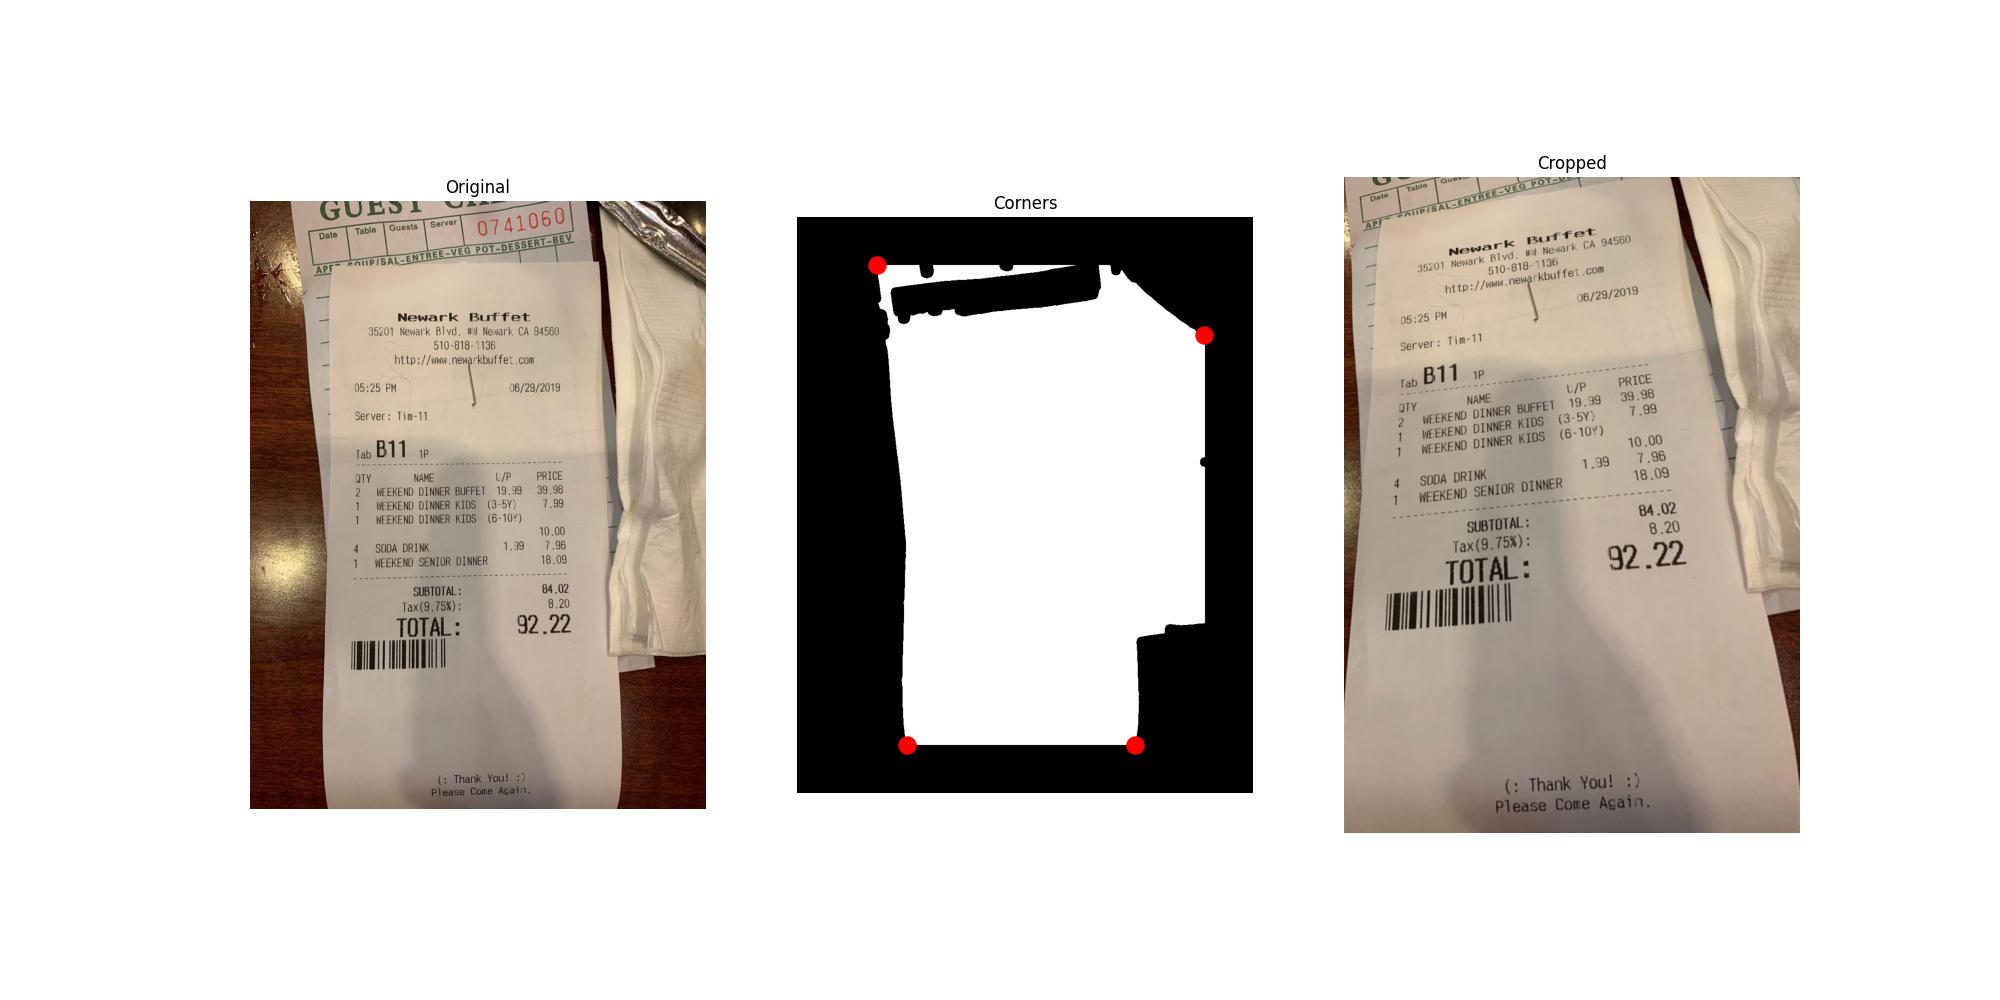 Original
GUEST
Date Table Guests Server 0741060
SOUP/SAL-ENTREE-VEG POT-DESSERT-BEV
Newark Buffet
35201 Newark Blvd. #W Newark CA 94560
510-818-1136
http://www.newarkbuffet.com
05:25 PM 06/29/2019
Server: Tim-11
Tab B11 1P
QTY NAME U/P PRICE
2 WEEKEND DINNER BUFFET 19.99 39.98
1 WEEKEND DINNER KIDS (3-5Y) 7.99
1 WEEKEND DINNER KIDS (6-10Y)
10.00
4 SODA DRINK 1.99 7.96
1 WEEKEND SENIOR DINNER 18.09
SUBTOTAL: 84.02
Tax(9.75%): 8.20
TOTAL: 92.22
(: Thank You! :)
Please Come Again.
Corners
Cropped
Date Table
SOUP/SAL-ENTREE-VEG
Newark Buffet
35201 Newark Blvd. #W Newark CA 94560
510-818-1136
http://www.newarkbuffet.com
05:25 PM 06/29/2019
Server: Tim-11
Tab B11 1P
QTY NAME U/P PRICE
2 WEEKEND DINNER BUFFET 19.99 39.98
1 WEEKEND DINNER KIDS (3-5Y) 7.99
1 WEEKEND DINNER KIDS (6-10Y)
10.00
4 SODA DRINK 1.99 7.96
1 WEEKEND SENIOR DINNER 18.09
SUBTOTAL: 84.02
Tax(9.75%): 8.20
TOTAL: 92.22
(: Thank You! :)
Please Come Again.